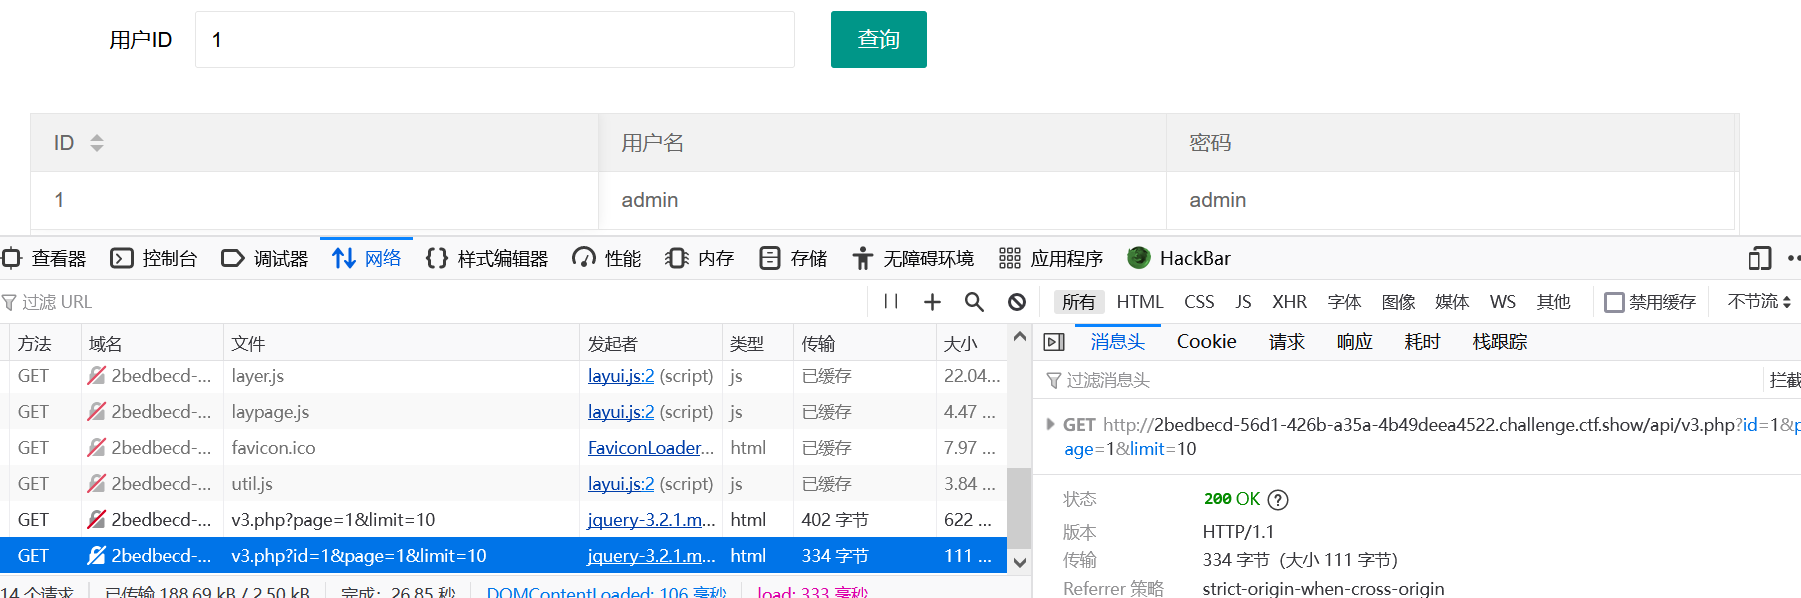 用户ID 1 查询
ID 用户名 密码
1 admin admin
查看器 控制台 调试器 网络 样式编辑器 性能 内存 存储 无障碍环境 应用程序 HackBar
过滤 URL 所有 HTML CSS JS XHR 字体 图像 媒体 WS 其他 禁用缓存 不节流
方法 域名 文件 发起者 类型 传输 大小
GET 2bedbecd-... layer.js layui.js:2 (script) js 已缓存 22.04...
GET 2bedbecd-... laypage.js layui.js:2 (script) js 已缓存 4.47 ...
GET 2bedbecd-... favicon.ico FaviconLoader... html 已缓存 7.97 ...
GET 2bedbecd-... util.js layui.js:2 (script) js 已缓存 3.84 ...
GET 2bedbecd-... v3.php?page=1&limit=10 jquery-3.2.1.m... html 402 字节 622 ...
GET 2bedbecd-... v3.php?id=1&page=1&limit=10 jquery-3.2.1.m... html 334 字节 111 ...
14 个请求 已传输 188.69 kB / 2.50 kB 完成：26.85 秒 DOMContentLoaded: 106 毫秒 load: 333 毫秒
消息头 Cookie 请求 响应 耗时 栈跟踪
过滤消息头 拦截
GET http://2bedbecd-56d1-426b-a35a-4b49deea4522.challenge.ctf.show/api/v3.php?id=1&p
age=1&limit=10
状态 200 OK ?
版本 HTTP/1.1
传输 334 字节（大小 111 字节）
Referrer 策略 strict-origin-when-cross-origin